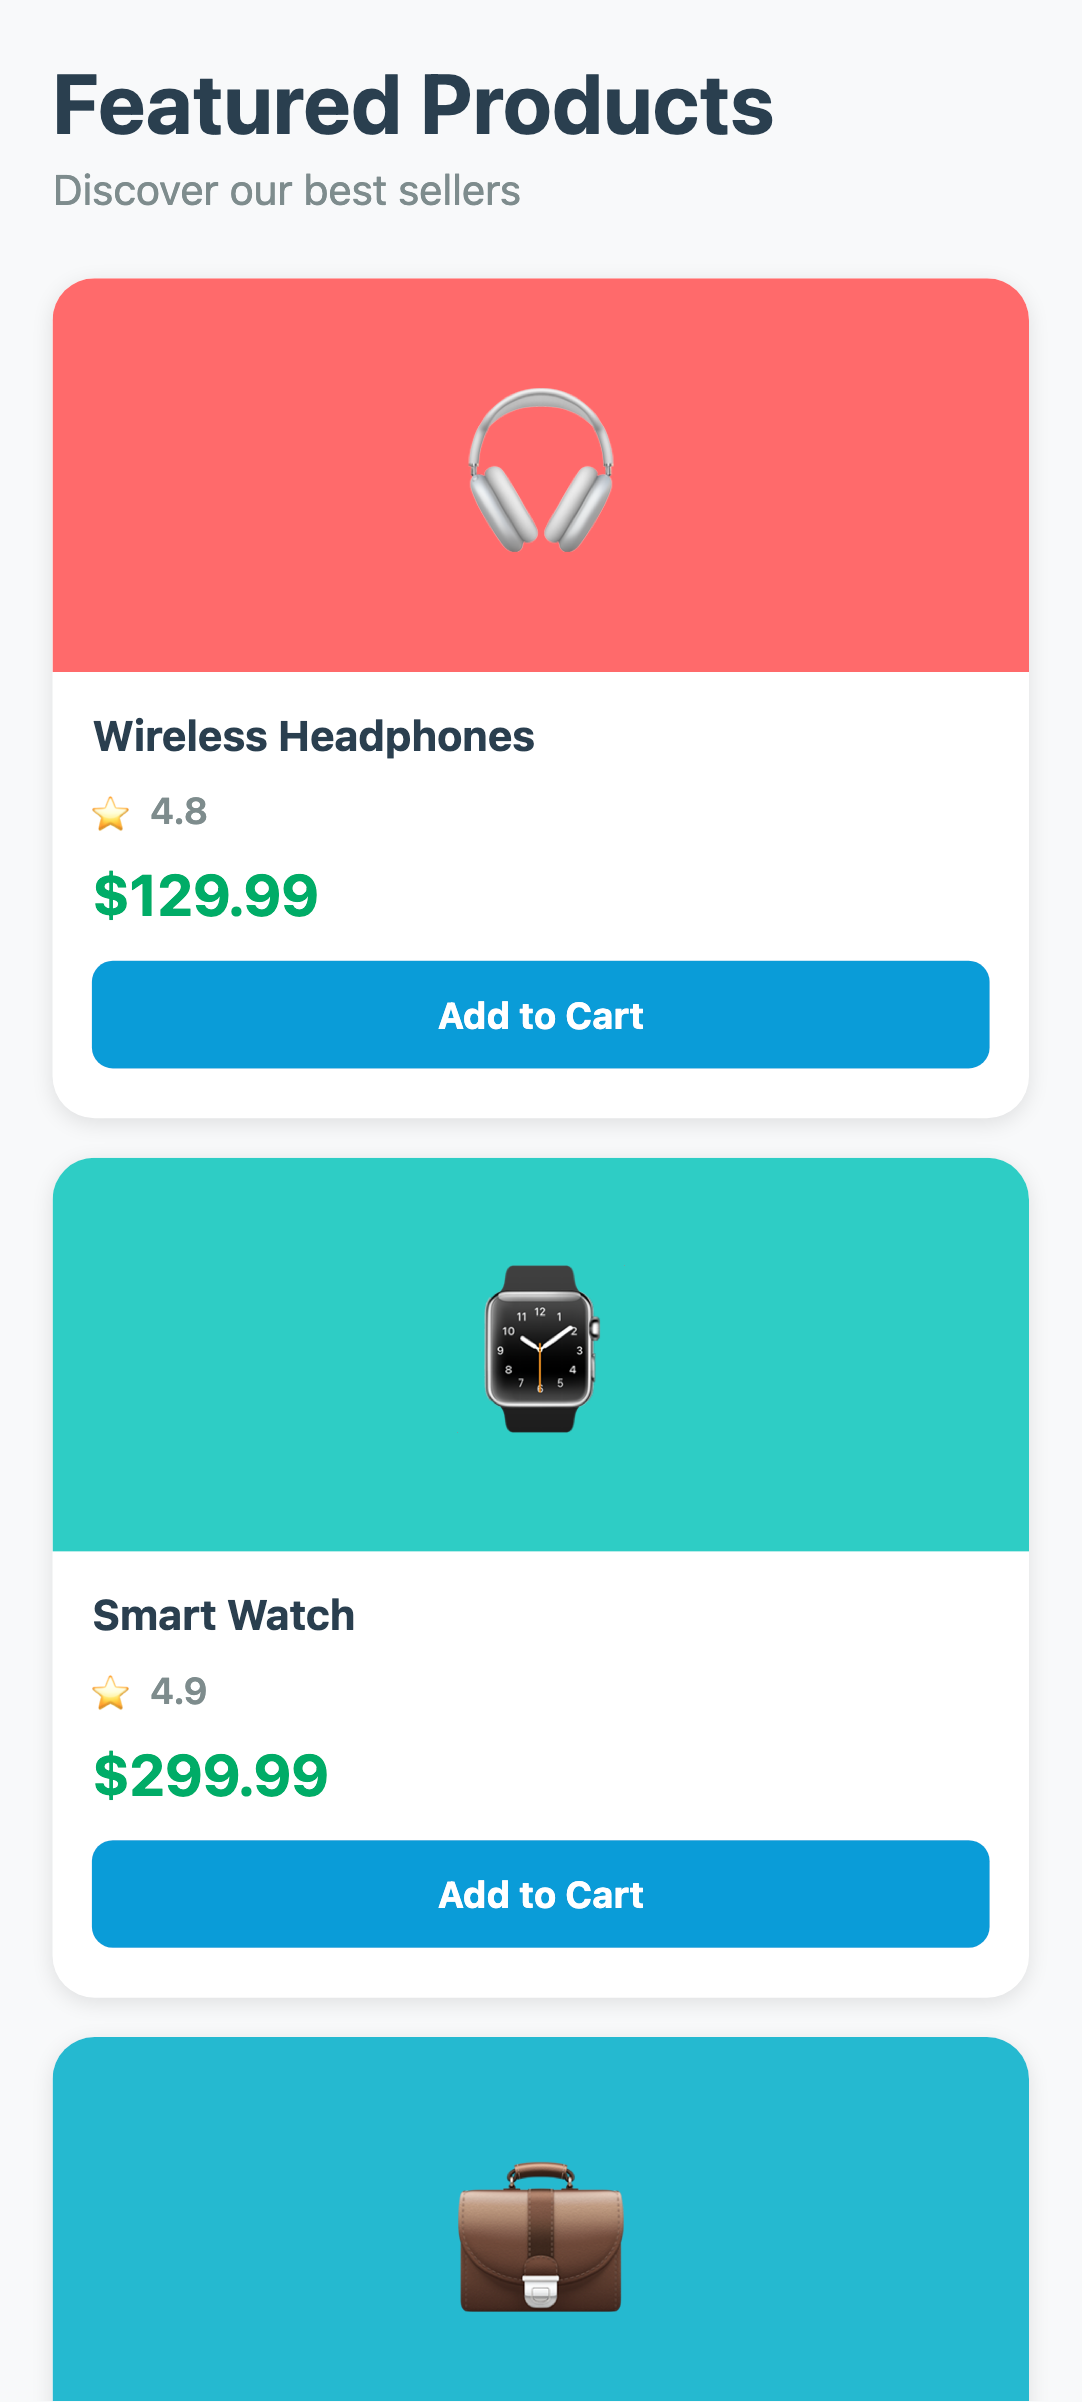 Featured Products
Discover our best sellers
Wireless Headphones
⭐ 4.8
$129.99
Add to Cart
11 12 1
10 2
9 3
8 4
7 6 5
Smart Watch
⭐ 4.9
$299.99
Add to Cart